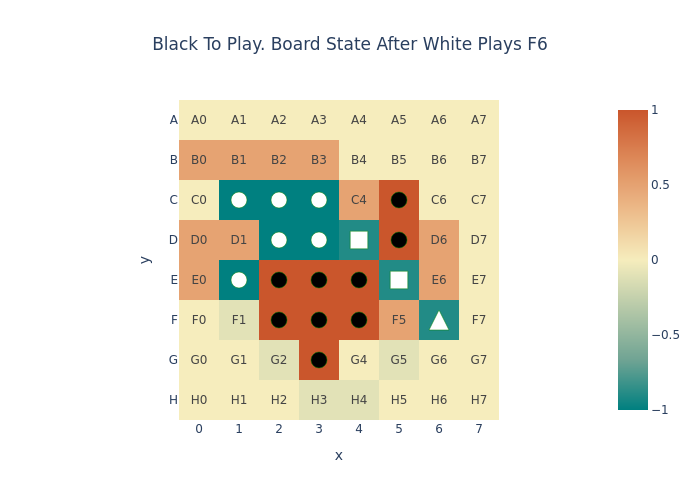 Black To Play. Board State After White Plays F6
A A0 A1 A2 A3 A4 A5 A6 A7
B B0 B1 B2 B3 B4 B5 B6 B7
C C0 C4 C6 C7
D D0 D1 D6 D7
E E0 E6 E7
F F0 F1 F5 F7
G G0 G1 G2 G4 G5 G6 G7
H H0 H1 H2 H3 H4 H5 H6 H7
0 1 2 3 4 5 6 7
x
y
1
0.5
0
−0.5
−1